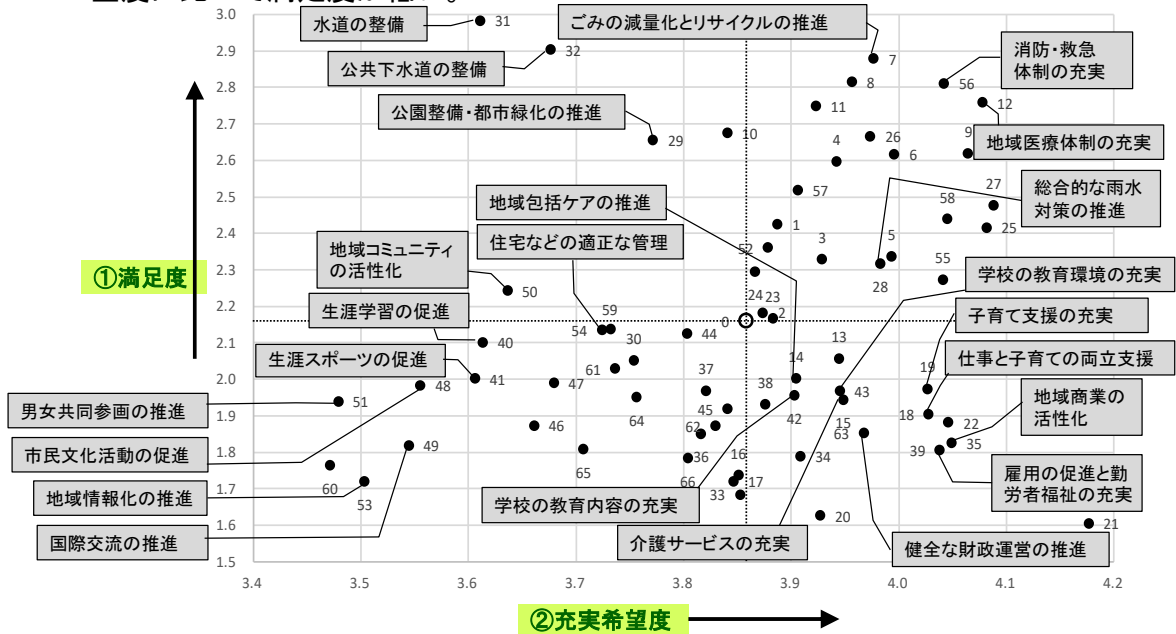 3.0
水道の整備
31
ごみの減量化とリサイクルの推進
2.9
32
公共下水道の整備
7
消防・救急
体制の充実
2.8
8
56
11
12
公園整備・都市緑化の推進
2.7
29
10
4
26
6
9
地域医療体制の充実
2.6
2.5
57
27
総合的な雨水
対策の推進
地域包括ケアの推進
58
25
2.4
1
住宅などの適正な管理
52
3
5
地域コミュニティ
の活性化
①満足度
2.3
24
23
28
55
学校の教育環境の充実
50
2.2
生涯学習の促進
59
0
2
子育て支援の充実
54
30
44
13
2.1
40
生涯スポーツの促進
14
仕事と子育ての両立支援
2.0
41
47
61
37
38
43
19
48
男女共同参画の推進
51
地域商業の
活性化
1.9
64
45
42
15
18
22
46
62
63
35
市民文化活動の促進
49
39
1.8
65
36
16
34
雇用の促進と勤
労者福祉の充実
地域情報化の推進
60
66
17
1.7
53
33
学校の教育内容の充実
国際交流の推進
介護サービスの充実
20
健全な財政運営の推進
21
1.6
1.5
3.4
3.5
3.6
3.7
3.8
3.9
4.0
4.1
4.2
②充実希望度